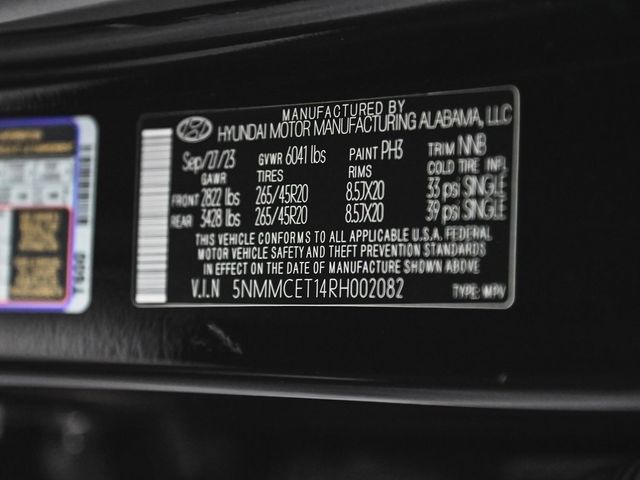 MANUFACTURED BY
HYUNDAI MOTOR MANUFACTURING ALABAMA, LLC
Sep/27/23 GVWR 6041 lbs PAINT PH3 TRIM NNB
GAWR TIRES RIMS COLD TIRE INFL
FRONT 2822 lbs 265/45R20 8.5JX20 33 psi SINGLE
REAR 3428 lbs 265/45R20 8.5JX20 39 psi SINGLE
THIS VEHICLE CONFORMS TO ALL APPLICABLE U.S.A. FEDERAL
MOTOR VEHICLE SAFETY AND THEFT PREVENTION STANDARDS
IN EFFECT ON THE DATE OF MANUFACTURE SHOWN ABOVE
V.I.N 5NMMCET14RH002082 TYPE: MPV